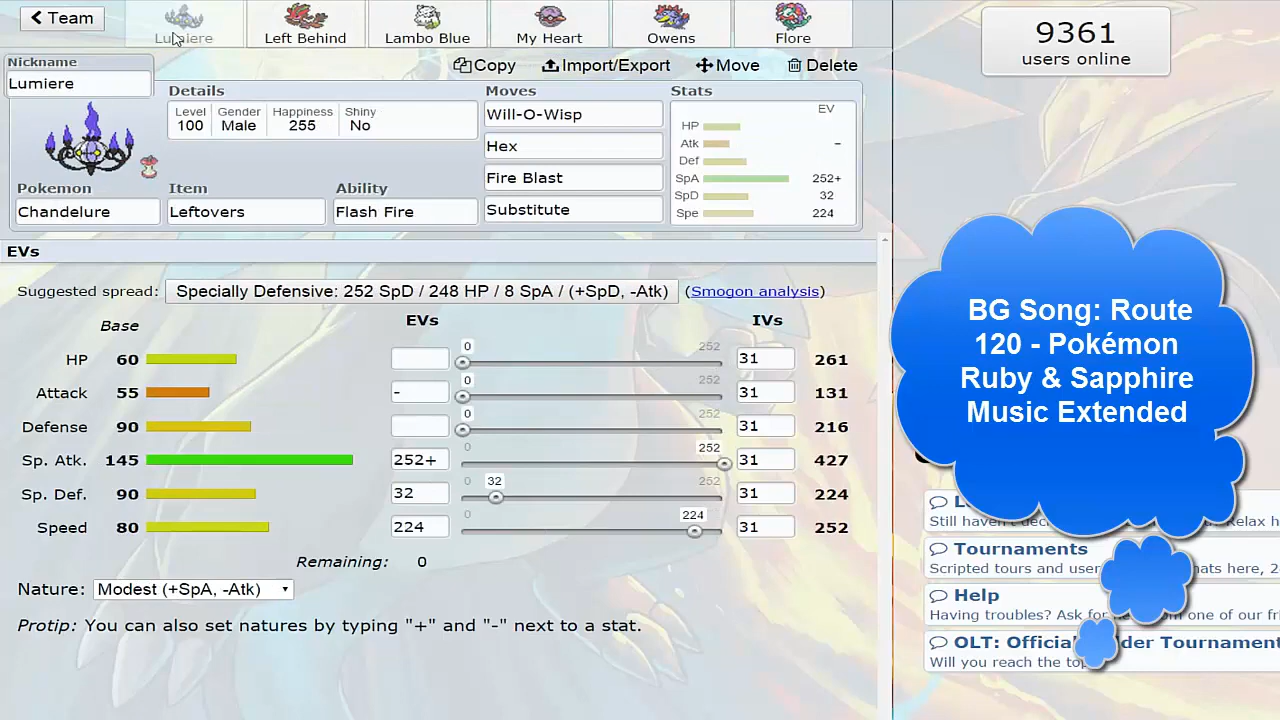 Team
Lumiere
Left Behind
Lambo Blue
My Heart
Owens
Flore
9361
users online
Copy
Import/Export
Move
Delete
Nickname
Lumiere
Details
Level
100
Gender
Male
Happiness
255
Shiny
No
Pokemon
Chandelure
Item
Leftovers
Ability
Flash Fire
Moves
Will-O-Wisp
Hex
Fire Blast
Substitute
Stats
EV
HP
Atk -
Def
SpA 252+
SpD 32
Spe 224
EVs
Suggested spread: Specially Defensive: 252 SpD / 248 HP / 8 SpA / (+SpD, -Atk) (Smogon analysis)
Base EVs IVs
HP 60 0 252 31 261
Attack 55 - 0 252 31 131
Defense 90 0 252 31 216
Sp. Atk. 145 252+ 0 252 31 427
Sp. Def. 90 32 0 32 252 31 224
Speed 80 224 0 224 31 252
Remaining: 0
Nature: Modest (+SpA, -Atk)
Protip: You can also set natures by typing "+" and "-" next to a stat.
BG Song: Route
120 - Pokémon
Ruby & Sapphire
Music Extended
Still haven't Relax
Tournaments
Scripted tours and here,
Help
Having troubles? Ask one of our
OLT: Official Tournament
Will you reach the